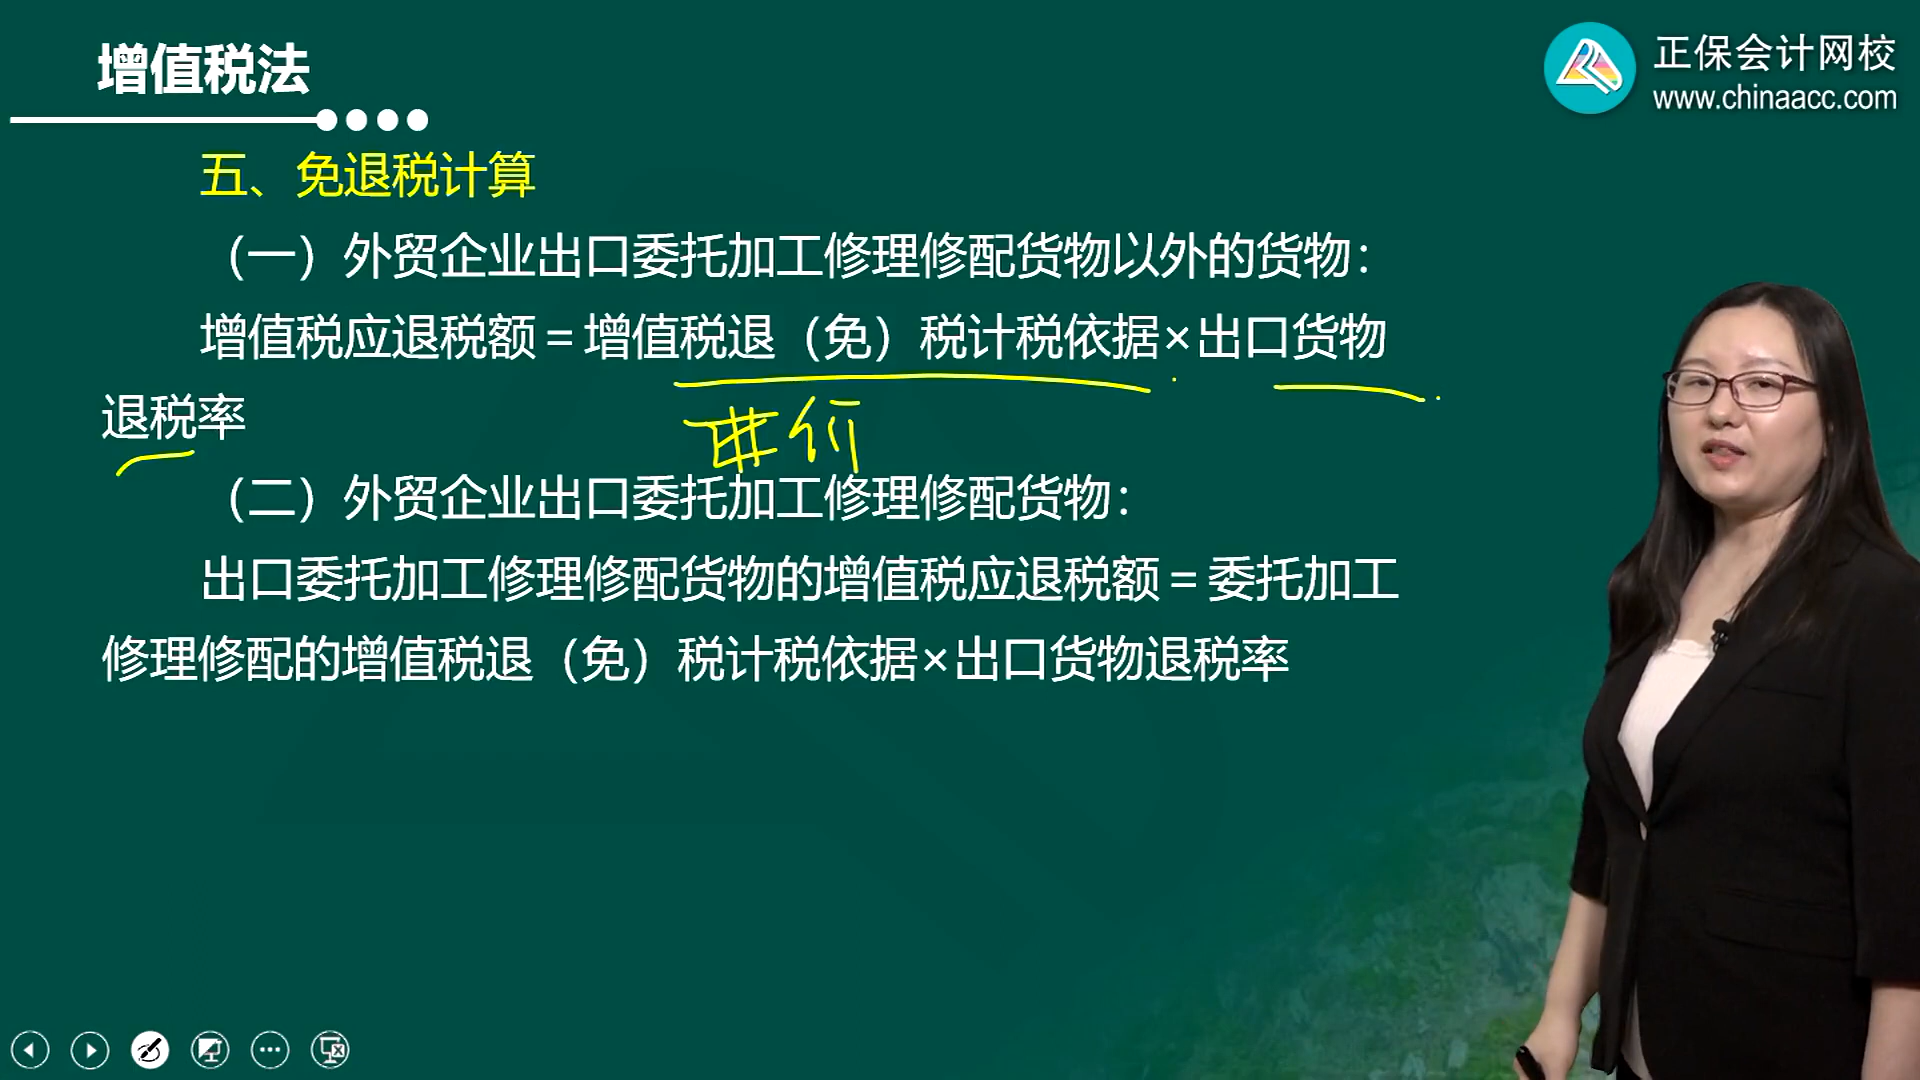 增值税法
正保会计网校
www.chinaacc.com
五、免退税计算
（一）外贸企业出口委托加工修理修配货物以外的货物：
增值税应退税额＝增值税退（免）税计税依据×出口货物
退税率
（二）外贸企业出口委托加工修理修配货物：
出口委托加工修理修配货物的增值税应退税额＝委托加工
修理修配的增值税退（免）税计税依据×出口货物退税率